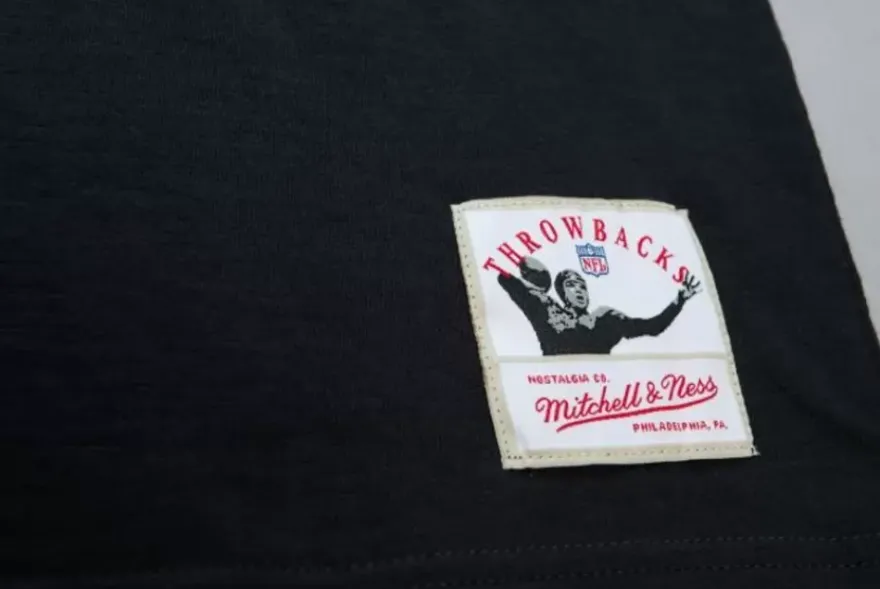 THROWBACKS
NFL
NOSTALGIA CO.
Mitchell & Ness
PHILADELPHIA, PA.